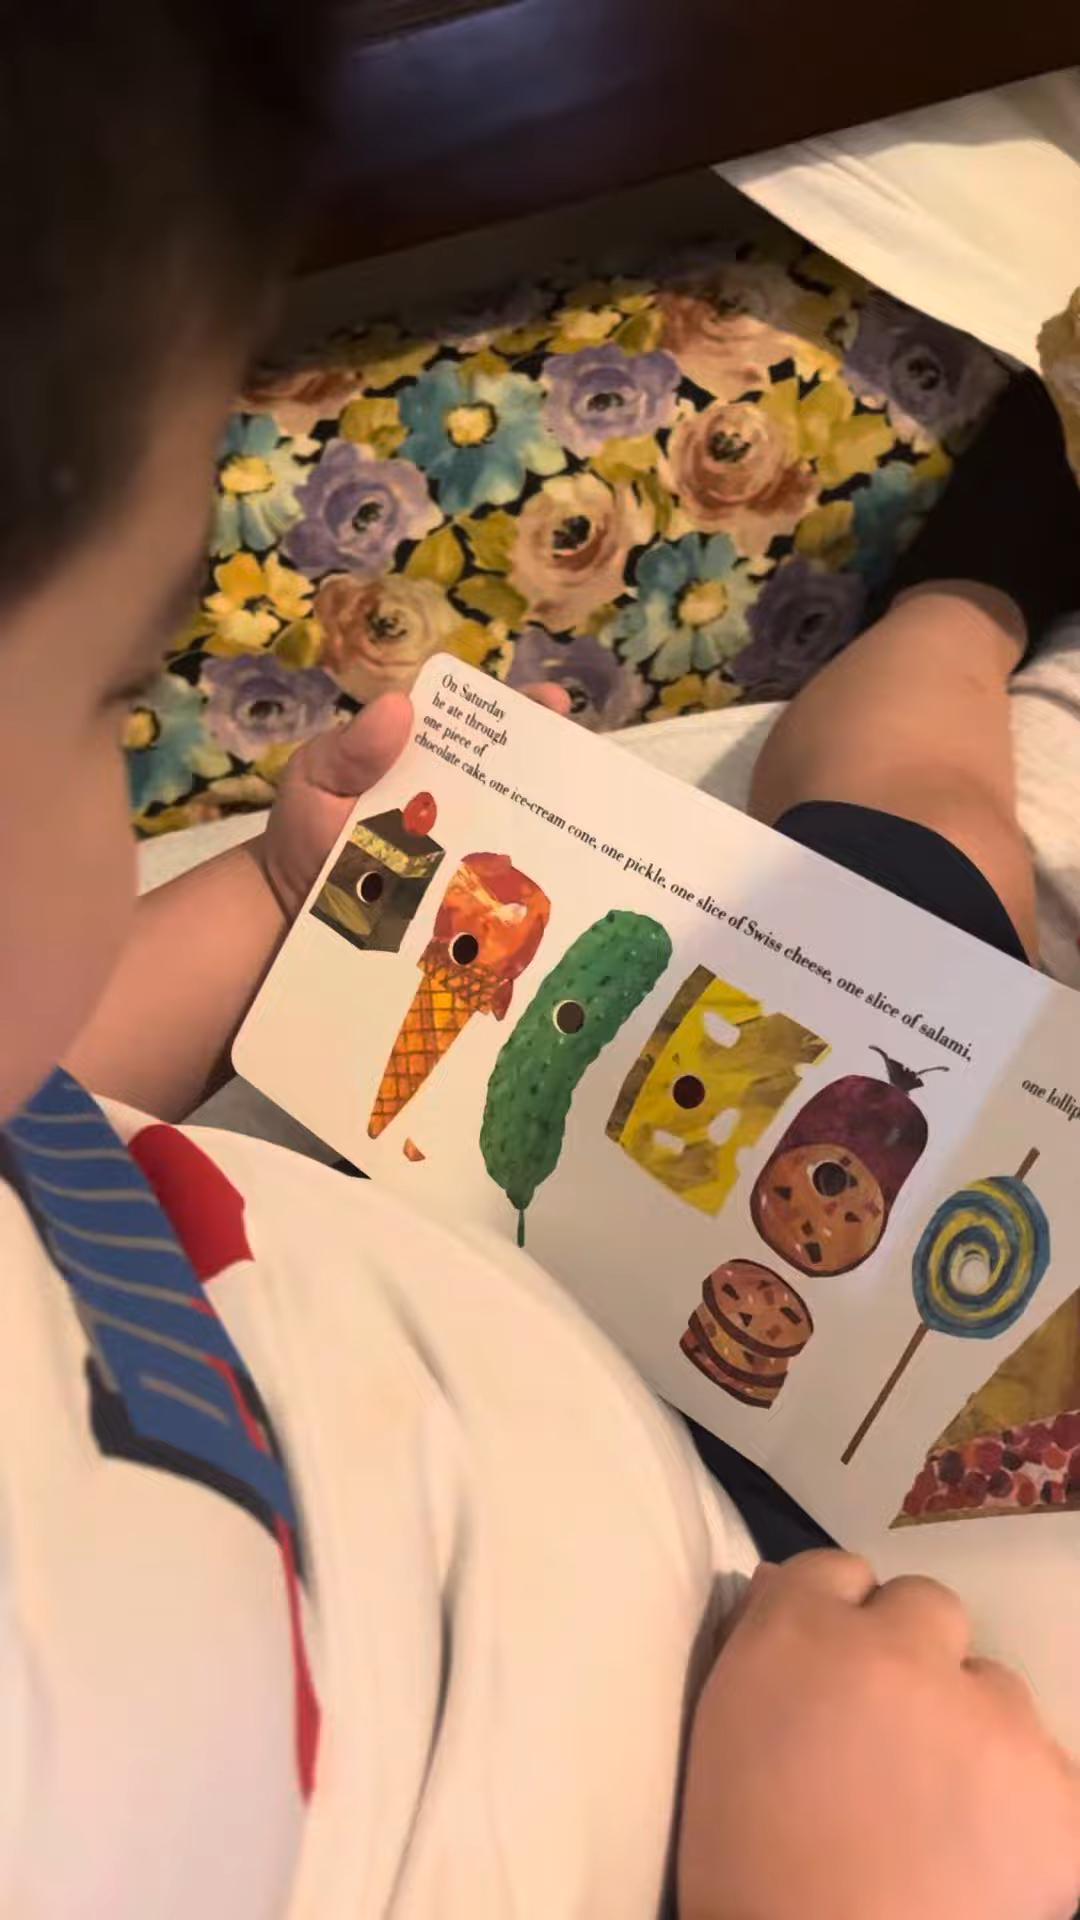 On Saturday
he ate through
one piece of
chocolate cake, one ice-cream cone, one pickle, one slice of Swiss cheese, one slice of salami,
one